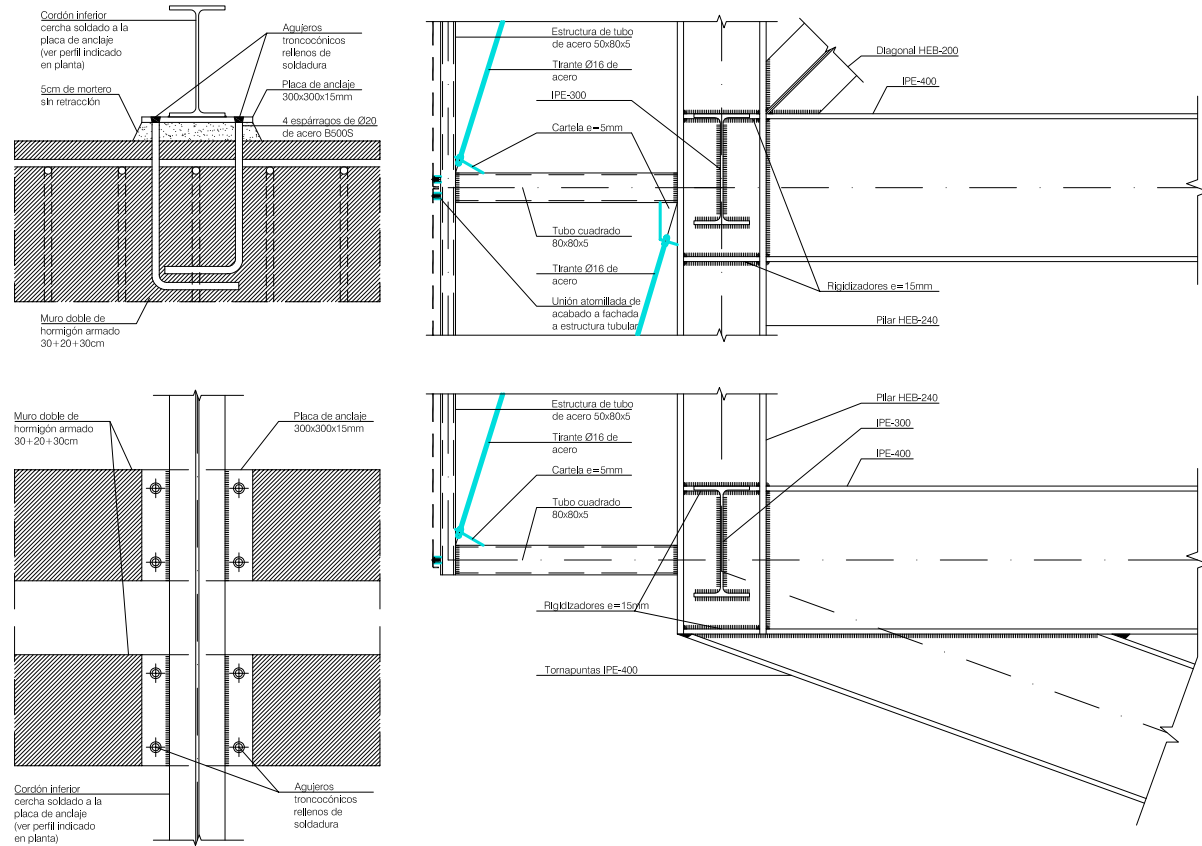 Cordón inferior
cercha soldado a la
placa de anclaje
(ver perfil indicado
en planta)
5cm de mortero
sin retracción
Agujeros
troncocónicos
rellenos de
soldadura
Placa de anclaje
300x300x15mm
4 espárragos de Ø20
de acero B500S
Muro doble de
hormigón armado
30+20+30cm
Estructura de tubo
de acero 50x80x5
Tirante Ø16 de
acero
IPE-300
Cartela e=5mm
Tubo cuadrado
80x80x5
Tirante Ø16 de
acero
Unión atornillada de
acabado a fachada
a estructura tubular
Diagonal HEB-200
IPE-400
Rigidizadores e=15mm
Pilar HEB-240
Muro doble de
hormigón armado
30+20+30cm
Placa de anclaje
300x300x15mm
Cordón inferior
cercha soldado a la
placa de anclaje
(ver perfil indicado
en planta)
Agujeros
troncocónicos
rellenos de
soldadura
Estructura de tubo
de acero 50x80x5
Tirante Ø16 de
acero
Cartela e=5mm
Tubo cuadrado
80x80x5
Pilar HEB-240
IPE-300
IPE-400
Rigidizadores e=15mm
Tornapuntas IPE-400